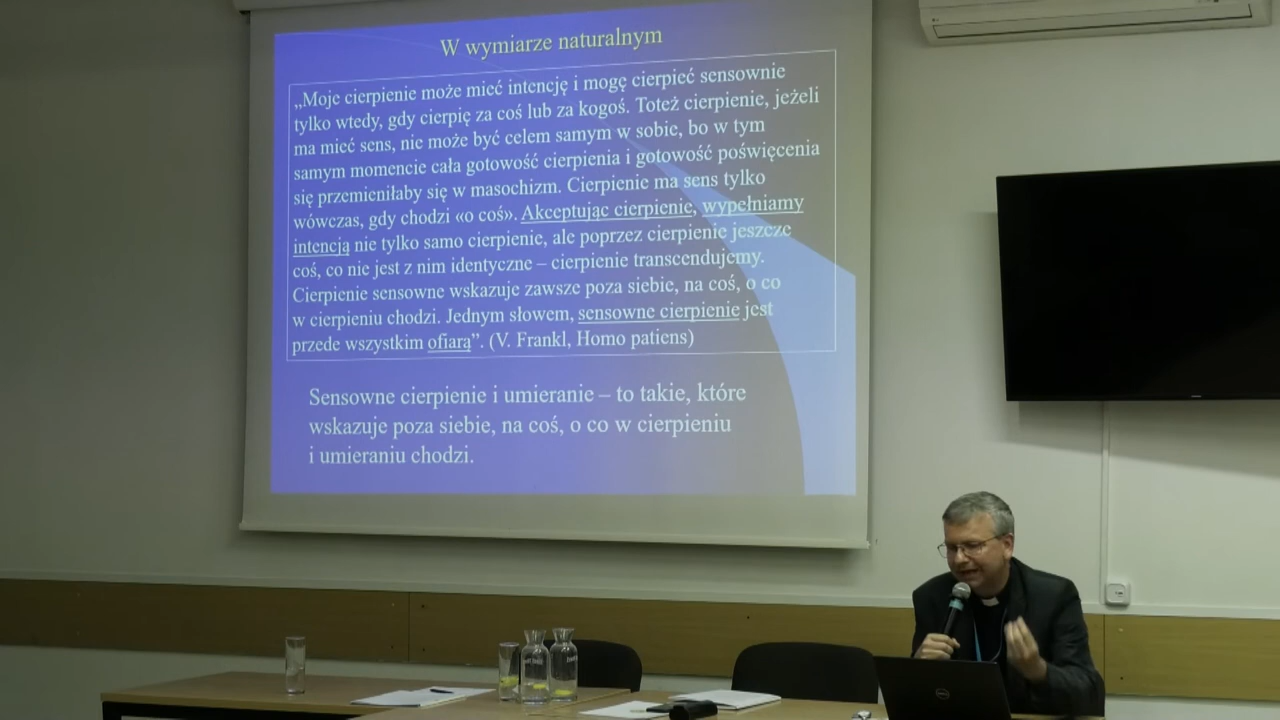 W wymiarze naturalnym
„Moje cierpienie może mieć intencję i mogę cierpieć sensownie
tylko wtedy, gdy cierpię za coś lub za kogoś. Toteż cierpienie, jeżeli
ma mieć sens, nie może być celem samym w sobie, bo w tym
samym momencie cała gotowość cierpienia i gotowość poświęcenia
się przemieniłaby się w masochizm. Cierpienie ma sens tylko
wówczas, gdy chodzi «o coś». Akceptując cierpienie, wypełniamy
intencją nie tylko samo cierpienie, ale poprzez cierpienie jeszcze
coś, co nie jest z nim identyczne – cierpienie transcendujemy.
Cierpienie sensowne wskazuje zawsze poza siebie, na coś, o co
w cierpieniu chodzi. Jednym słowem, sensowne cierpienie jest
przede wszystkim ofiarą”. (V. Frankl, Homo patiens)
Sensowne cierpienie i umieranie – to takie, które
wskazuje poza siebie, na coś, o co w cierpieniu
i umieraniu chodzi.